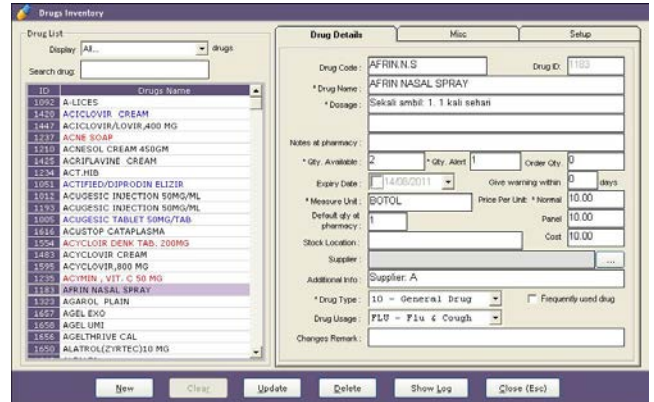 Drugs Inventory
Drug List
Display All... drugs
Search drug:
ID Drugs Name
1092 A-LICES
1420 ACICLOVIR CREAM
1447 ACICLOVIR/LOVIR,400 MG
1237 ACNE SOAP
1210 ACNESOL CREAM 450GM
1425 ACRIFLAVINE CREAM
1234 ACT.HIB
1051 ACTIFIED/DIPRODIN ELIZIR
1012 ACUGESIC INJECTION 50MG/ML
1193 ACUGESIC INJECTION 50MG/ML
1005 ACUGESIC TABLET 50MG/TAB
1616 ACUSTOP CATAPLASMA
1554 ACYCLOIR DENK TAB. 200MG
1483 ACYCLOVIR CREAM
1595 ACYCLOVIR,800 MG
1235 ACYMIN , VIT. C 50 MG
1183 AFRIN NASAL SPRAY
1323 AGAROL PLAIN
1657 AGEL EXO
1658 AGEL UMI
1656 AGELTHRIVE CAL
1650 ALATROL(ZYRTEC)10 MG
Drug Details Misc Setup
Drug Code : AFRIN.N.S Drug ID: 1183
* Drug Name : AFRIN NASAL SPRAY
* Dosage : Sekali ambil: 1. 1 kali sehari
Notes at pharmacy :
* Qty. Available : 2 * Qty. Alert 1 Order Qty. 0
Expiry Date : 14/08/2011 Give warning within 0 days
* Measure Unit : BOTOL Price Per Unit: * Normal 10.00
Default qty at pharmacy : 1 Panel 10.00
Stock Location : Cost 10.00
Supplier : ...
Additional Info : Supplier: A
* Drug Type : 10 - General Drug Frequently used drug
Drug Usage : FLU - Flu & Cough
Changes Remark :
New Clear Update Delete Show Log Close (Esc)